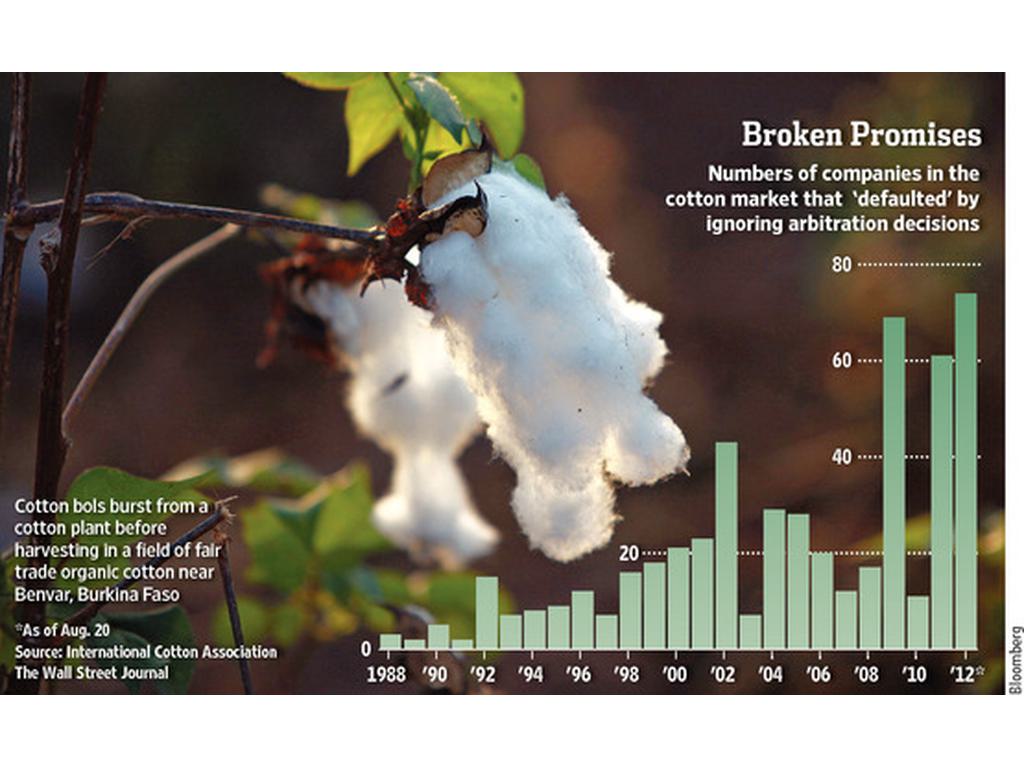 Broken Promises
Numbers of companies in the
cotton market that ‘defaulted’ by
ignoring arbitration decisions
80
60
40
20
0
1988 ’90 ’92 ’94 ’96 ’98 ’00 ’02 ’04 ’06 ’08 ’10 ’12*
Cotton bols burst from a
cotton plant before
harvesting in a field of fair
trade organic cotton near
Benvar, Burkina Faso
*As of Aug. 20
Source: International Cotton Association
The Wall Street Journal
Bloomberg